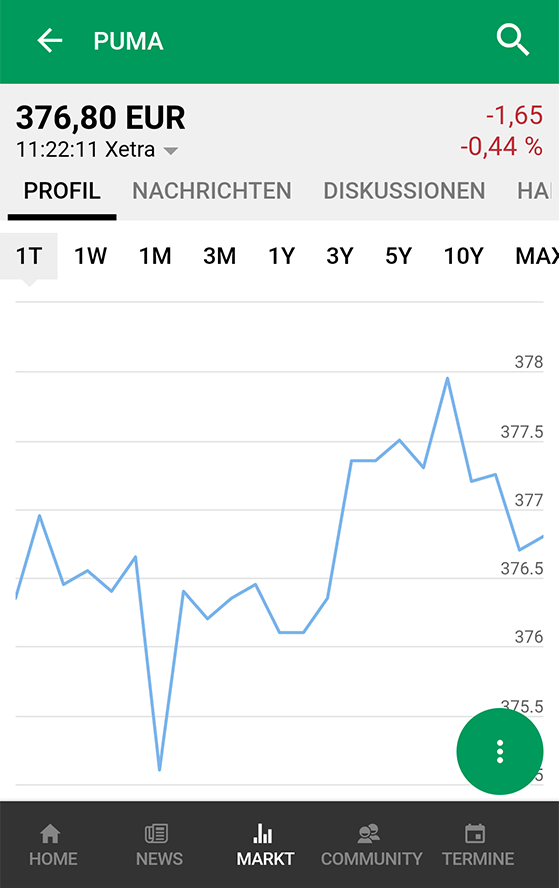 PUMA
376,80 EUR
-1,65
11:22:11 Xetra
-0,44 %
PROFIL NACHRICHTEN DISKUSSIONEN HA
1T 1W 1M 3M 1Y 3Y 5Y 10Y MAX
378
377.5
377
376.5
376
375.5
5
HOME NEWS MARKT COMMUNITY TERMINE